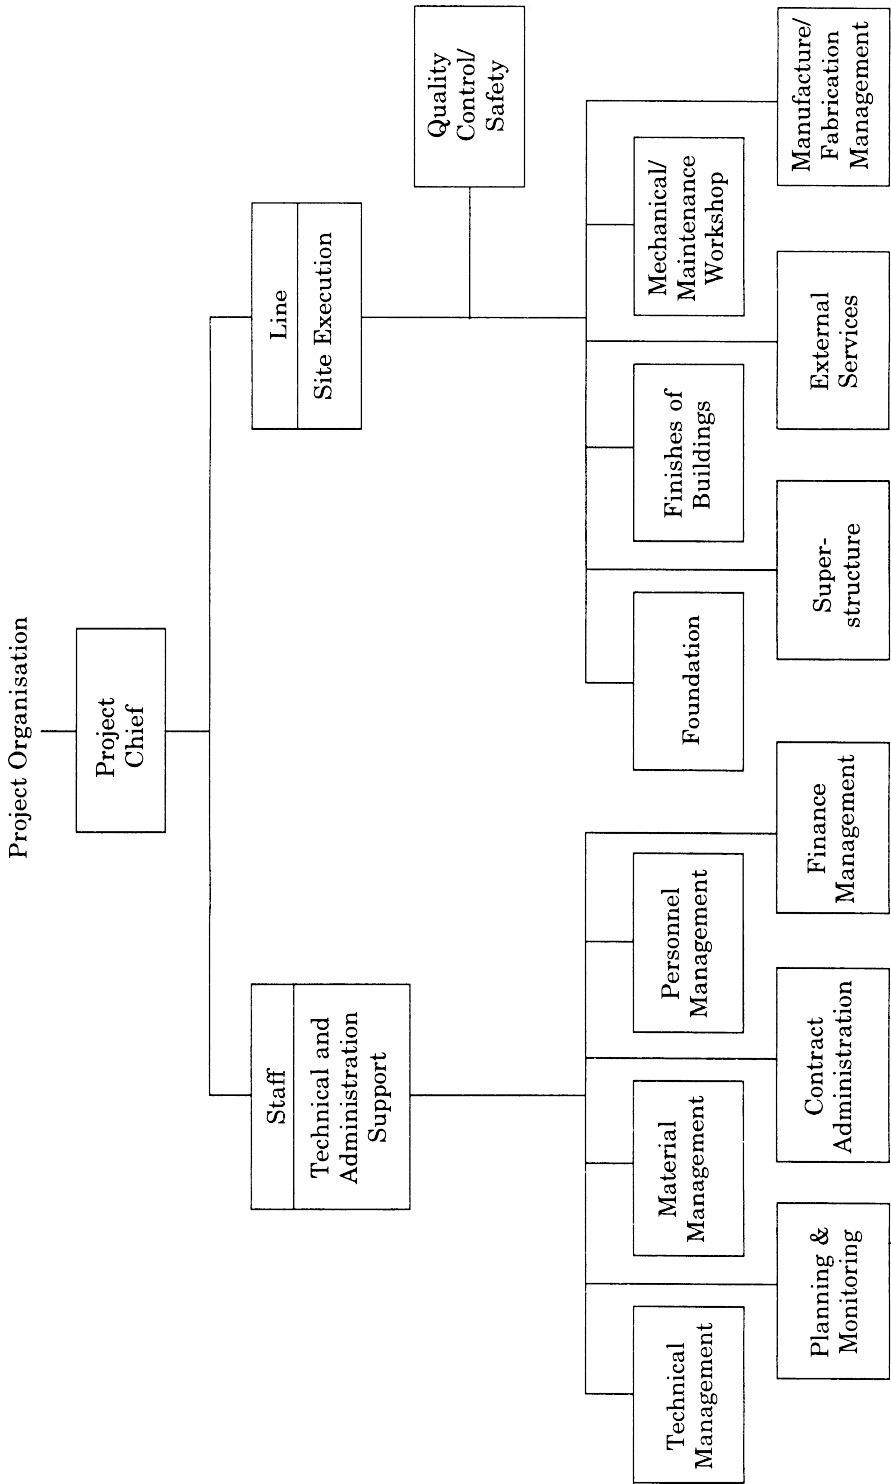 Project Organisation
Project
Chief
Staff
Technical and
Administration
Support
Line
Site Execution
Quality
Control/
Safety
Technical
Management
Material
Management
Personnel
Management
Planning &
Monitoring
Contract
Administration
Finance
Management
Foundation
Finishes of
Buildings
Mechanical/
Maintenance
Workshop
Super-
structure
External
Services
Manufacture/
Fabrication
Management